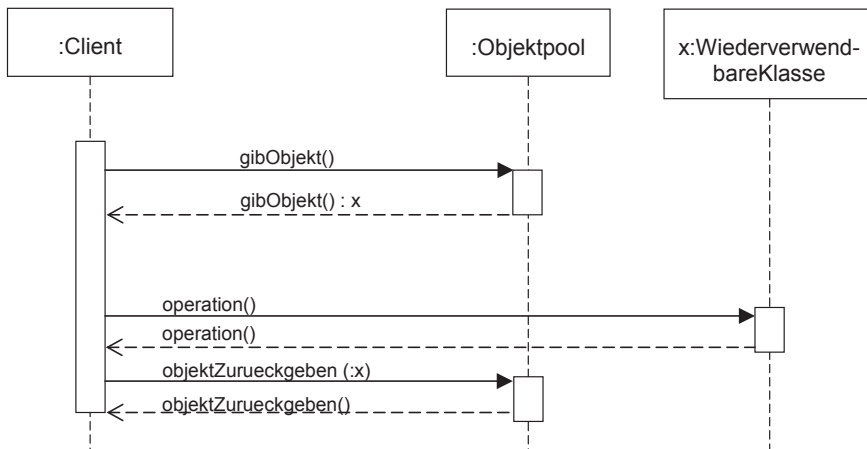 :Client
:Objektpool
x:Wiederverwend-
bareKlasse
gibObjekt()
gibObjekt() : x
operation()
operation()
objektZurueckgeben (:x)
objektZurueckgeben()